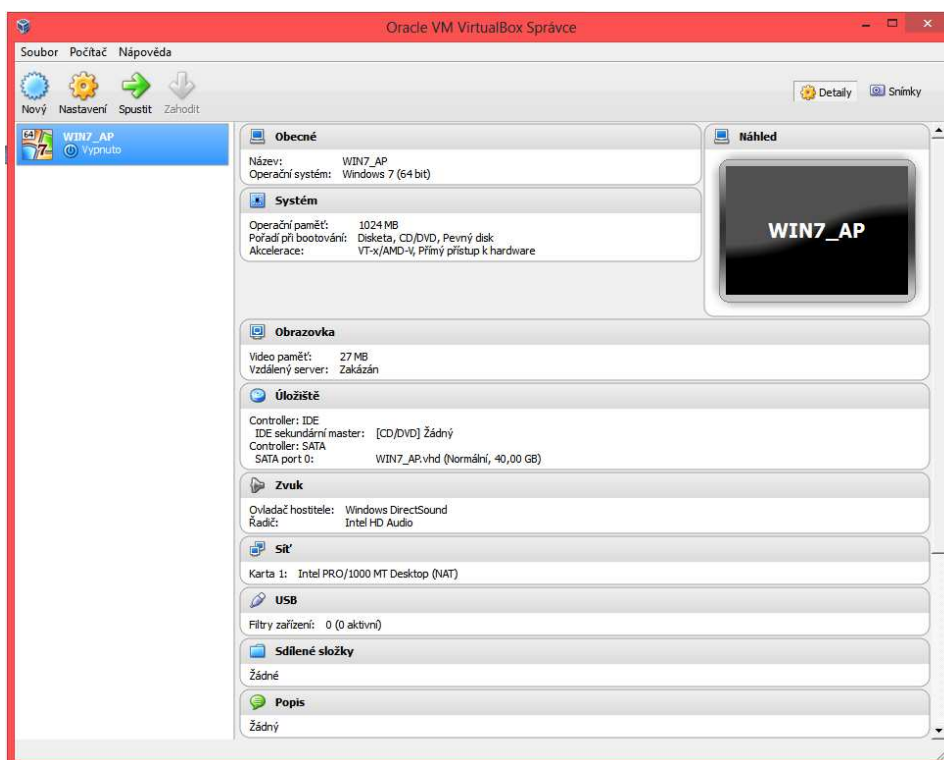 Oracle VM VirtualBox Správce
Soubor Počítač Nápověda
Nový Nastavení Spustit Zahodit
Detaily Snímky
64
7
WIN7_AP
Vypnuto
Obecné
Název: WIN7_AP
Operační systém: Windows 7 (64 bit)
Systém
Operační paměť: 1024 MB
Pořadí při bootování: Disketa, CD/DVD, Pevný disk
Akcelerace: VT-x/AMD-V, Přímý přístup k hardware
Náhled
WIN7_AP
Obrazovka
Video paměť: 27 MB
Vzdálený server: Zakázán
Úložiště
Controller: IDE
IDE sekundární master: [CD/DVD] Žádný
Controller: SATA
SATA port 0: WIN7_AP.vhd (Normální, 40,00 GB)
Zvuk
Ovladač hostitele: Windows DirectSound
Řadič: Intel HD Audio
Síť
Karta 1: Intel PRO/1000 MT Desktop (NAT)
USB
Filtry zařízení: 0 (0 aktivní)
Sdílené složky
Žádné
Popis
Žádný